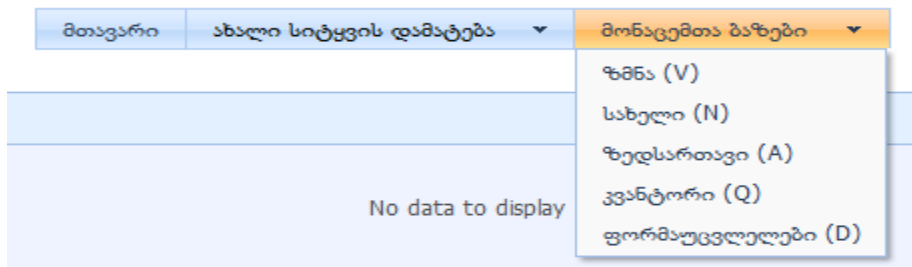 მთავარი ახალი სიტყვის დამატება მონაცემთა ბაზები
ზმნა (V)
სახელი (N)
ზედსართავი (A)
კვანტორი (Q)
ფორმაუცვლელები (D)
No data to display